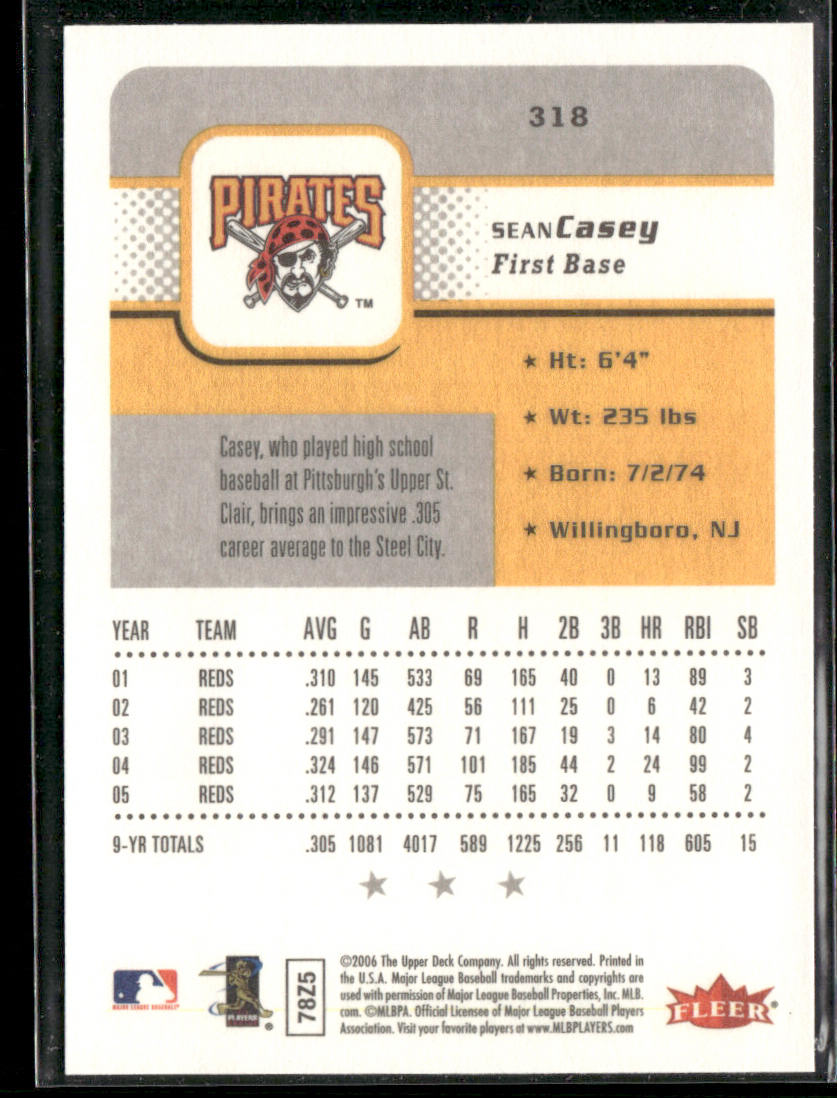 318
PIRATES
TM
SEAN Casey
First Base
★ Ht: 6'4"
★ Wt: 235 lbs
★ Born: 7/2/74
★ Willingboro, NJ
Casey, who played high school
baseball at Pittsburgh's Upper St.
Clair, brings an impressive .305
career average to the Steel City.
YEAR TEAM AVG G AB R H 2B 3B HR RBI SB
01 REDS .310 145 533 69 165 40 0 13 89 3
02 REDS .261 120 425 56 111 25 0 6 42 2
03 REDS .291 147 573 71 167 19 3 14 80 4
04 REDS .324 146 571 101 185 44 2 24 99 2
05 REDS .312 137 529 75 165 32 0 9 58 2
9-YR TOTALS .305 1081 4017 589 1225 256 11 118 605 15
MAJOR LEAGUE BASEBALL
PLAYERS
®
78Z5
©2006 The Upper Deck Company. All rights reserved. Printed in
the U.S.A. Major League Baseball trademarks and copyrights are
used with permission of Major League Baseball Properties, Inc. MLB.
com. ©MLBPA. Official Licensee of Major League Baseball Players
Association. Visit your favorite players at www.MLBPLAYERS.com
FLEER®